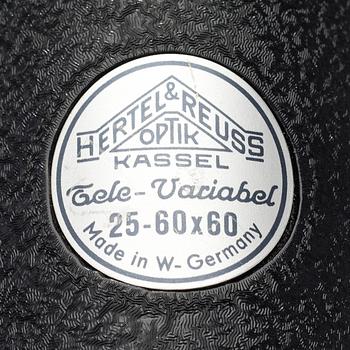 HERTEL & REUSS
OPTIK
KASSEL
Tele-Variabel
25-60x60
Made in W-Germany